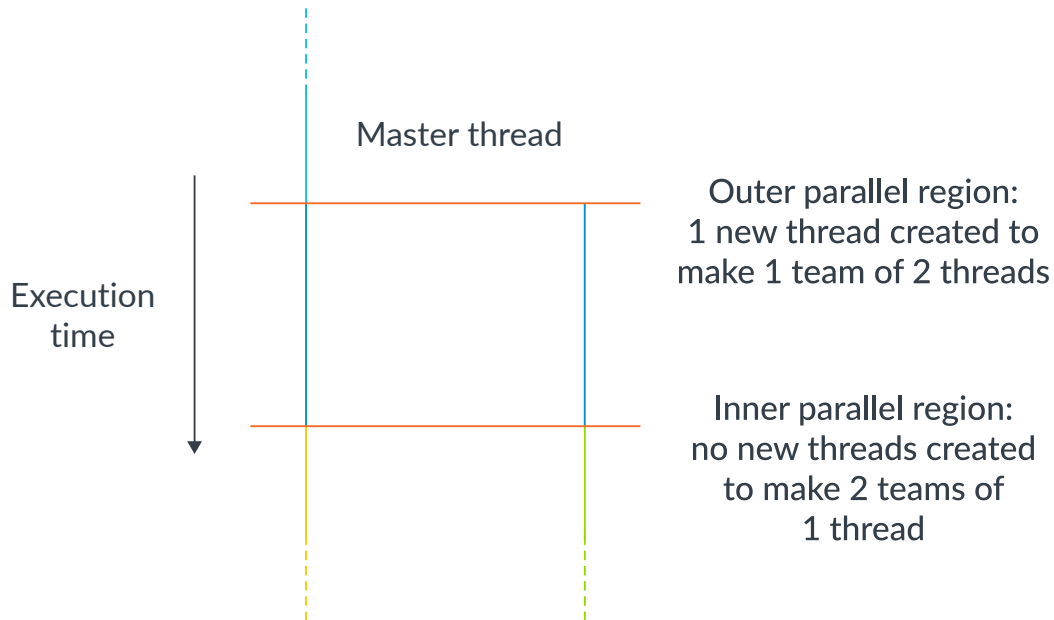 Master thread
Outer parallel region:
1 new thread created to
make 1 team of 2 threads
Execution
time
Inner parallel region:
no new threads created
to make 2 teams of
1 thread